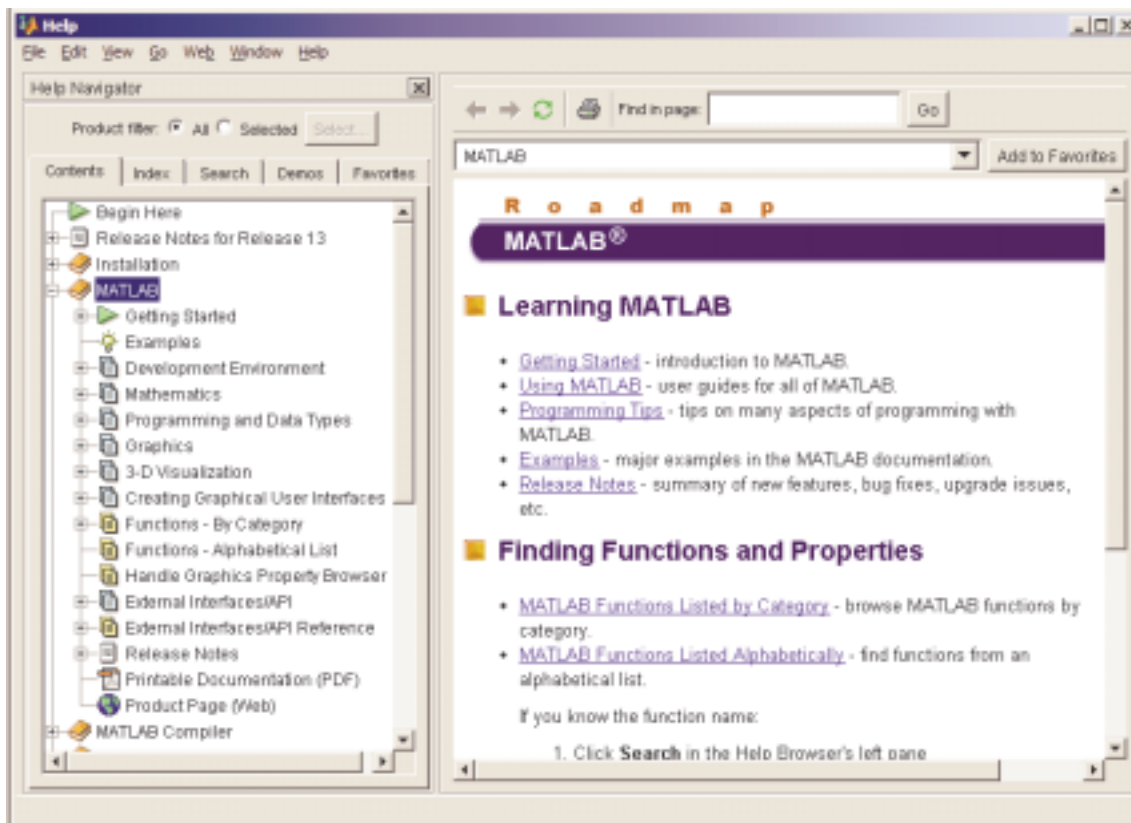 Help
File Edit View Go Web Window Help
Help Navigator
Product filter: All Selected Select...
Contents Index Search Demos Favorites
Begin Here
Release Notes for Release 13
Installation
MATLAB
Getting Started
Examples
Development Environment
Mathematics
Programming and Data Types
Graphics
3-D Visualization
Creating Graphical User Interfaces
Functions - By Category
Functions - Alphabetical List
Handle Graphics Property Browser
External Interfaces/API
External Interfaces/API Reference
Release Notes
Printable Documentation (PDF)
Product Page (Web)
MATLAB Compiler
Find in page: Go
MATLAB Add to Favorites
Roadmap
MATLAB®
Learning MATLAB
• Getting Started - introduction to MATLAB.
• Using MATLAB - user guides for all of MATLAB.
• Programming Tips - tips on many aspects of programming with
MATLAB.
• Examples - major examples in the MATLAB documentation.
• Release Notes - summary of new features, bug fixes, upgrade issues,
etc.
Finding Functions and Properties
• MATLAB Functions Listed by Category - browse MATLAB functions by
category.
• MATLAB Functions Listed Alphabetically - find functions from an
alphabetical list.
If you know the function name:
1. Click Search in the Help Browser's left pane